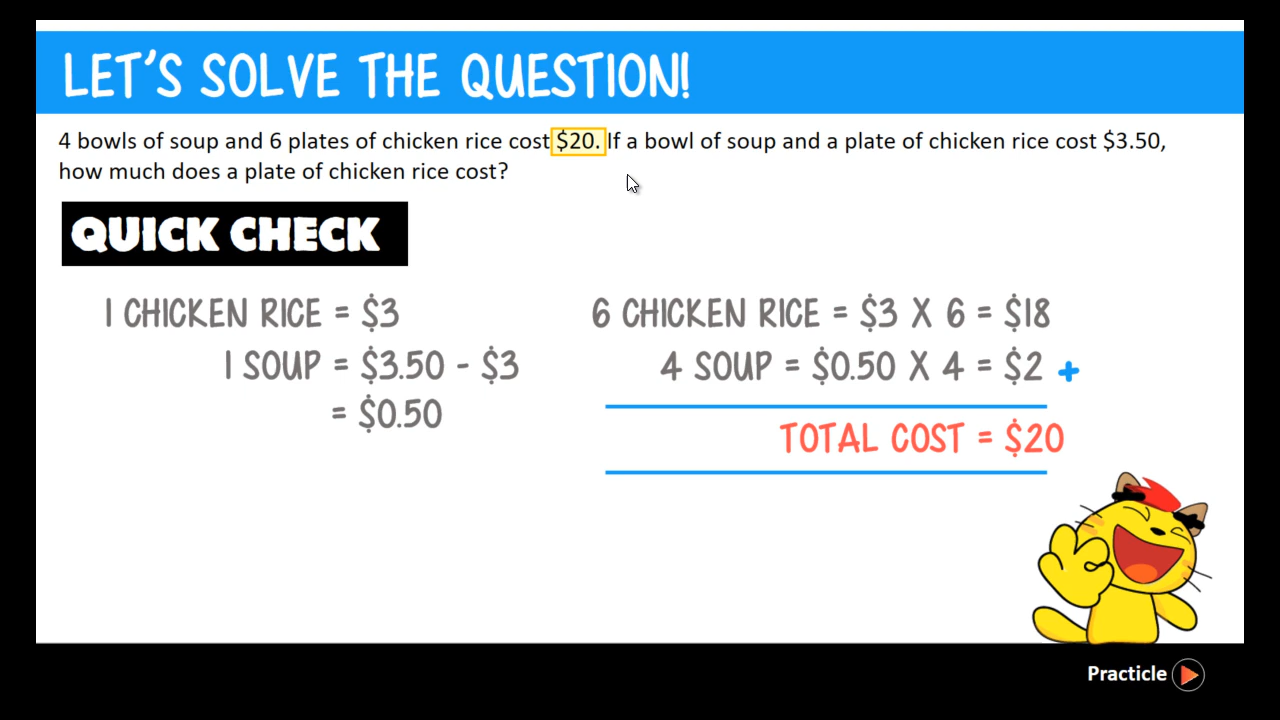 LET'S SOLVE THE QUESTION!
4 bowls of soup and 6 plates of chicken rice cost $20. If a bowl of soup and a plate of chicken rice cost $3.50,
how much does a plate of chicken rice cost?
QUICK CHECK
1 CHICKEN RICE = $3
1 SOUP = $3.50 - $3
= $0.50
6 CHICKEN RICE = $3 X 6 = $18
4 SOUP = $0.50 X 4 = $2 +
TOTAL COST = $20
Practicle